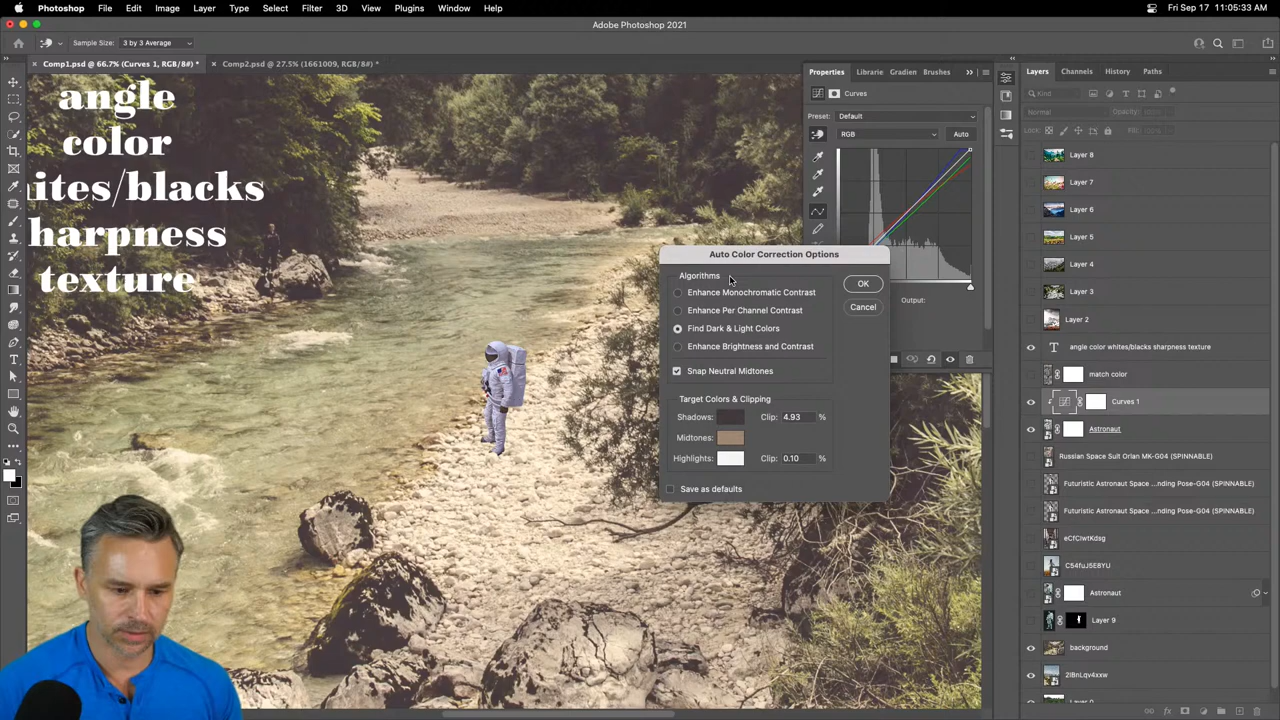 Photoshop File Edit Image Layer Type Select Filter 3D View Plugins Window Help
Fri Sep 17 11:05:33 AM
Adobe Photoshop 2021
Sample Size: 3 by 3 Average
Comp1.psd @ 66.7% (Curves 1, RGB/8#) *
Comp2.psd @ 27.5% (1661009, RGB/8#) *
angle
color
ites/blacks
harpness
texture
Properties Librarie Gradien Brushes
Curves
Preset: Default
RGB
Auto
Output:
Auto Color Correction Options
Algorithms
Enhance Monochromatic Contrast
Enhance Per Channel Contrast
Find Dark & Light Colors
Enhance Brightness and Contrast
Snap Neutral Midtones
OK
Cancel
Target Colors & Clipping
Shadows: Clip: 4.93 %
Midtones:
Highlights: Clip: 0.10 %
Save as defaults
Layers Channels History Paths
Kind
Normal Opacity:
Lock: Fill:
Layer 8
Layer 7
Layer 6
Layer 5
Layer 4
Layer 3
Layer 2
angle color whites/blacks sharpness texture
match color
Curves 1
Astronaut
Russian Space Suit Orlan MK-G04 (SPINNABLE)
Futuristic Astronaut Space ...nding Pose-G04 (SPINNABLE)
Futuristic Astronaut Space ...nding Pose-G04 (SPINNABLE)
eCfCIwtKdsg
C54fuJ5E8YU
Astronaut
Layer 9
background
2IBnLqv4xxw